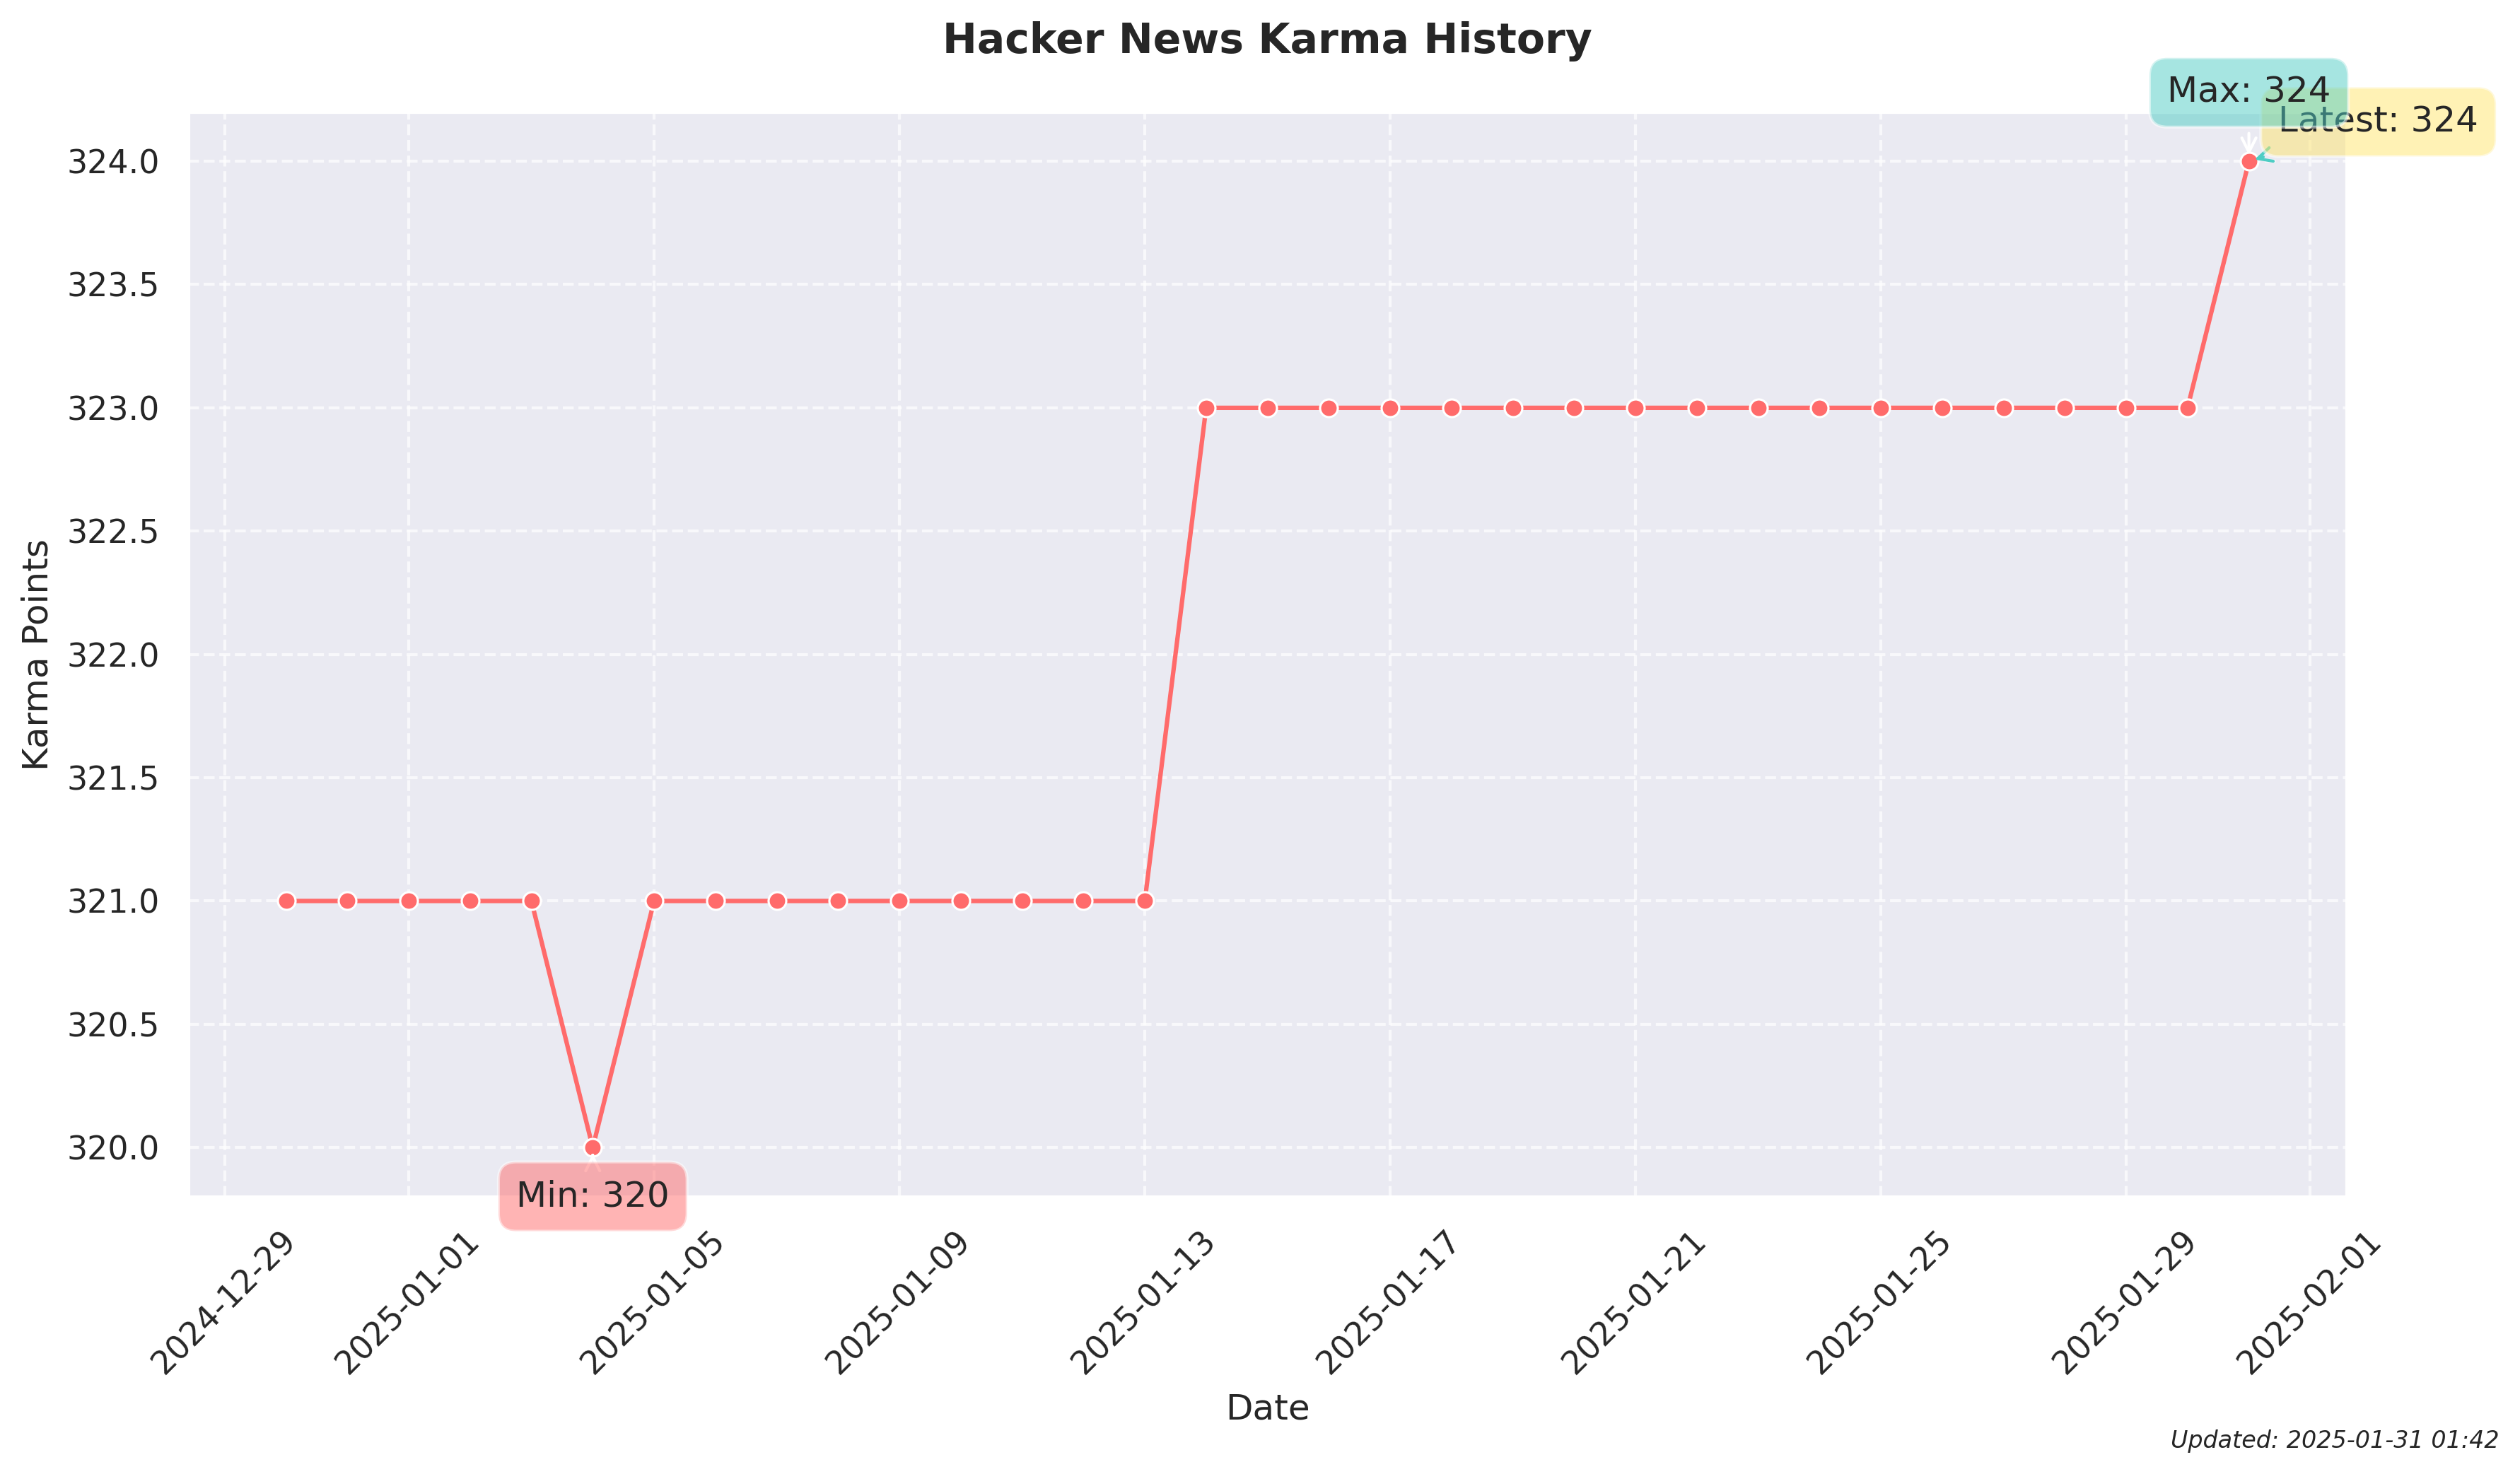 Hacker News Karma History
Max: 324
Latest: 324
324.0
323.5
323.0
322.5
322.0
321.5
321.0
320.5
320.0
Karma Points
Min: 320
2024-12-29
2025-01-01
2025-01-05
2025-01-09
2025-01-13
2025-01-17
2025-01-21
2025-01-25
2025-01-29
2025-02-01
Date
Updated: 2025-01-31 01:42